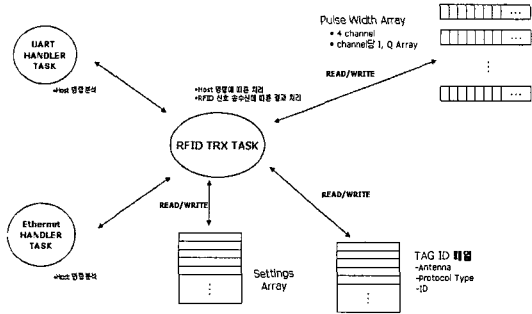 UART
HANDLER
TASK
•Host 명령분석
Pulse Width Array
• 4 channel
• channel당 I, Q Array
READ/WRITE
•Host 명령에 따른 처리
•RFID 신호 송수신에 따른 결과 처리
RFID TRX TASK
READ/WRITE
READ/WRITE
Ethernet
HANDLER
TASK
•Host 명령분석
Settings
Array
TAG ID 배열
-Antenna
-Protocol Type
-ID